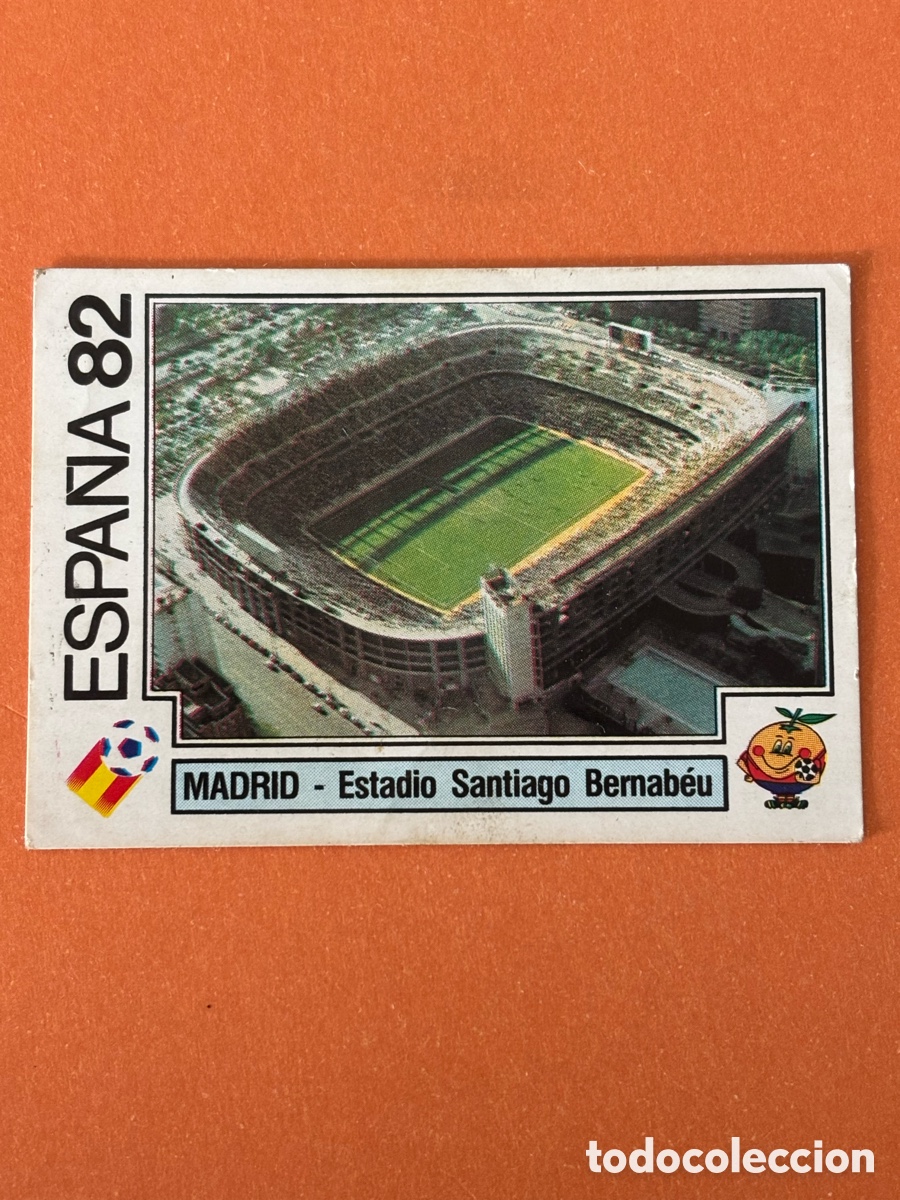 ESPAÑA 82
MADRID - Estadio Santiago Bernabéu
todocoleccion